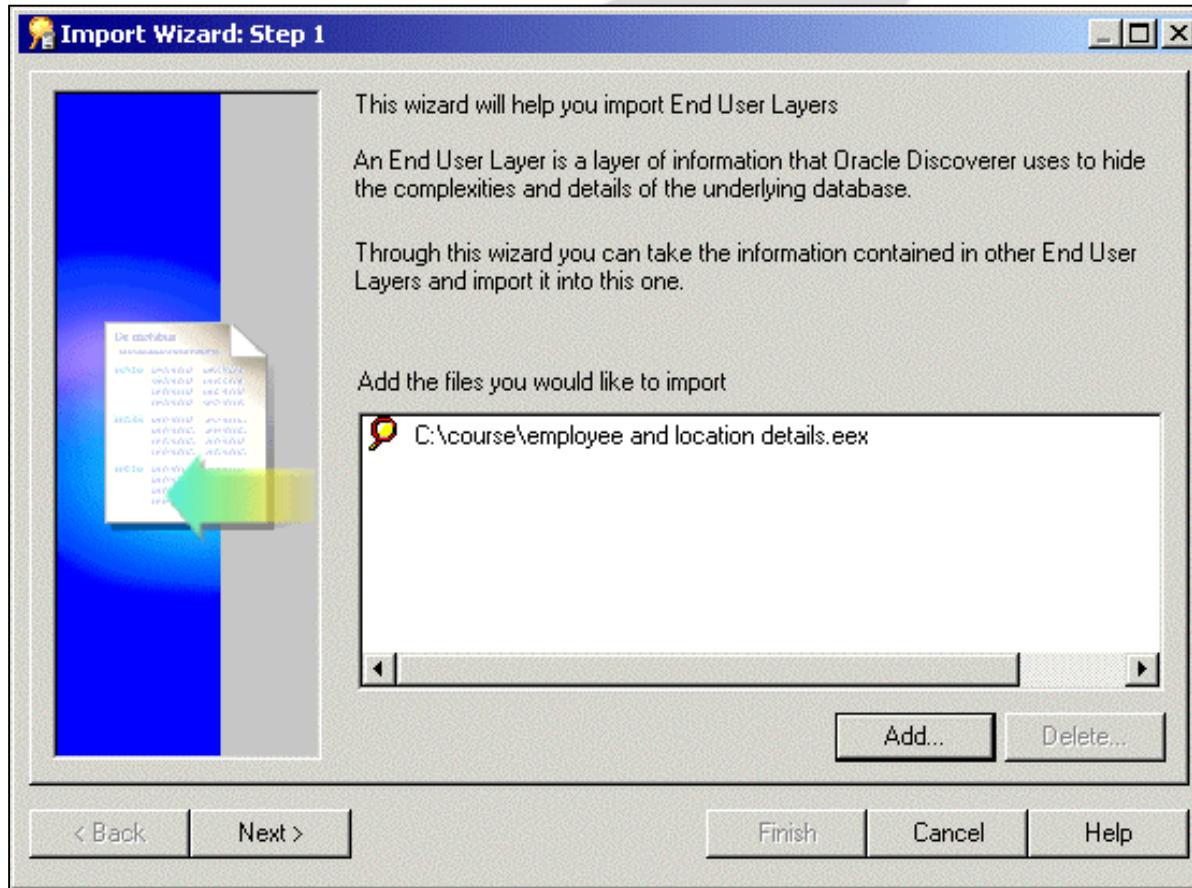 Import Wizard: Step 1
This wizard will help you import End User Layers
An End User Layer is a layer of information that Oracle Discoverer uses to hide
the complexities and details of the underlying database.
Through this wizard you can take the information contained in other End User
Layers and import it into this one.
Add the files you would like to import
C:\course\employee and location details.eex
Add...
Delete...
< Back
Next >
Finish
Cancel
Help